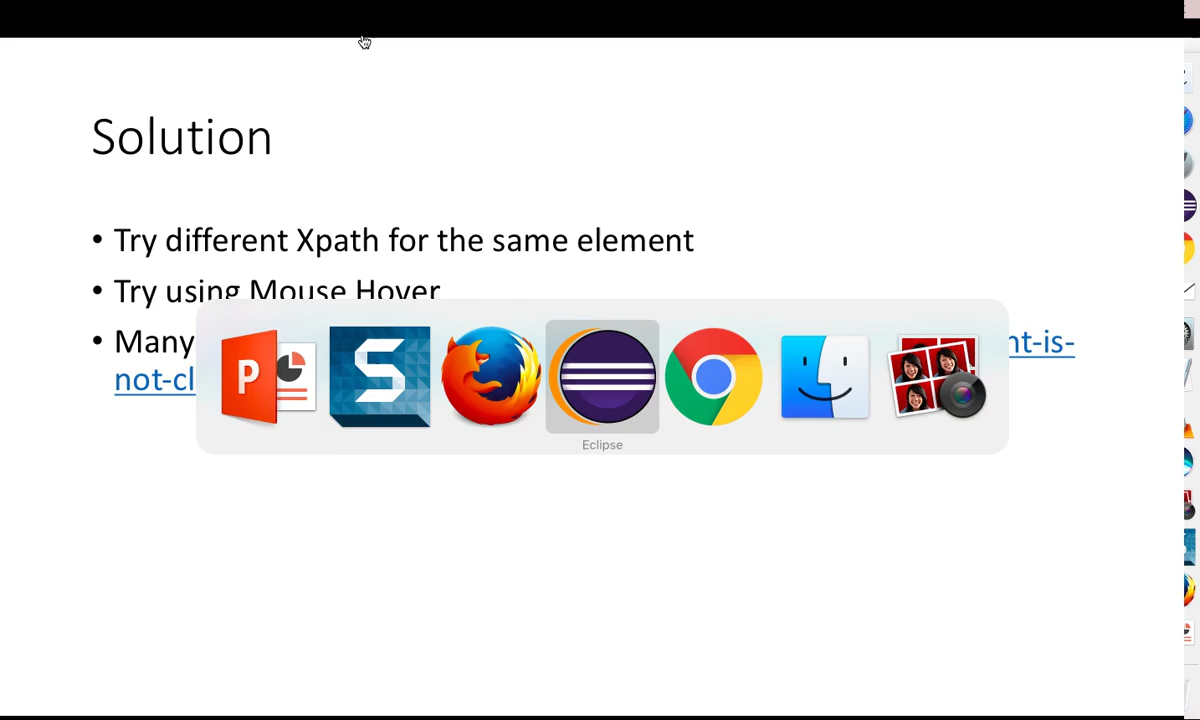 Solution
• Try different Xpath for the same element
• Try using Mouse Hover
• Many nt-is-
not-cl
P S
Eclipse